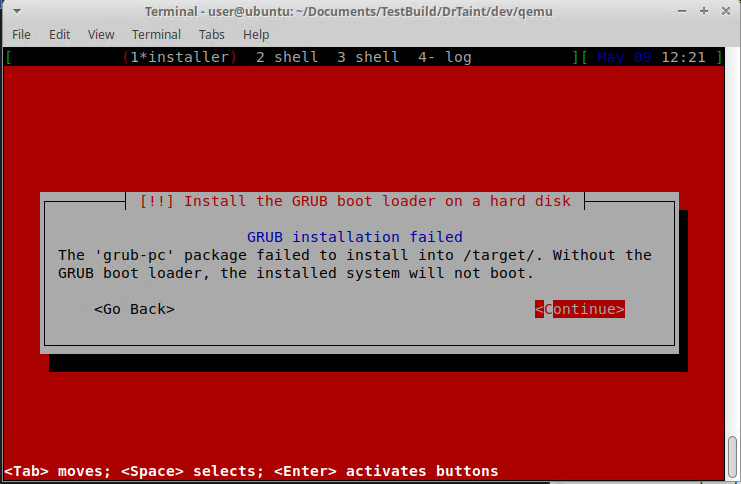 Terminal - user@ubuntu: ~/Documents/TestBuild/DrTaint/dev/qemu
File Edit View Terminal Tabs Help
[ (1*installer) 2 shell 3 shell 4- log ][ May 09 12:21 ]
[!!] Install the GRUB boot loader on a hard disk
GRUB installation failed
The 'grub-pc' package failed to install into /target/. Without the
GRUB boot loader, the installed system will not boot.
<Go Back> <Continue>
<Tab> moves; <Space> selects; <Enter> activates buttons